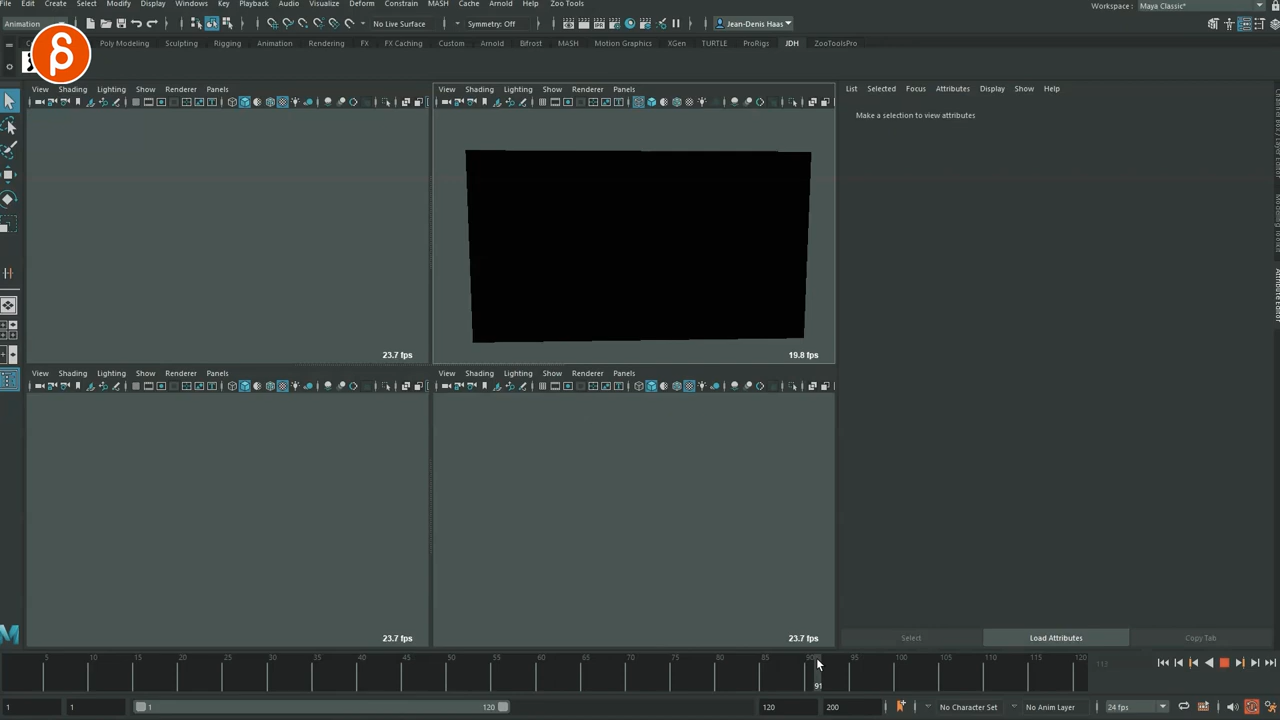 File Edit Create Select Modify Display Windows Key Playback Audio Visualize Deform Constrain MASH Cache Arnold Help Zoo Tools
Workspace : Maya Classic*
Animation No Live Surface Symmetry: Off Jean-Denis Haas
Poly Modeling Sculpting Rigging Animation Rendering FX FX Caching Custom Arnold Bifrost MASH Motion Graphics XGen TURTLE ProRigs JDH ZooToolsPro
View Shading Lighting Show Renderer Panels
View Shading Lighting Show Renderer Panels
List Selected Focus Attributes Display Show Help
Make a selection to view attributes
23.7 fps
19.8 fps
View Shading Lighting Show Renderer Panels
View Shading Lighting Show Renderer Panels
23.7 fps
23.7 fps
Modeling Toolkit
Attribute Editor
Select Load Attributes Copy Tab
5 10 15 20 25 30 35 40 45 50 55 60 65 70 75 80 85 90 95 100 105 110 115 120
113
91
1 1 1 120 120 200 No Character Set No Anim Layer 24 fps